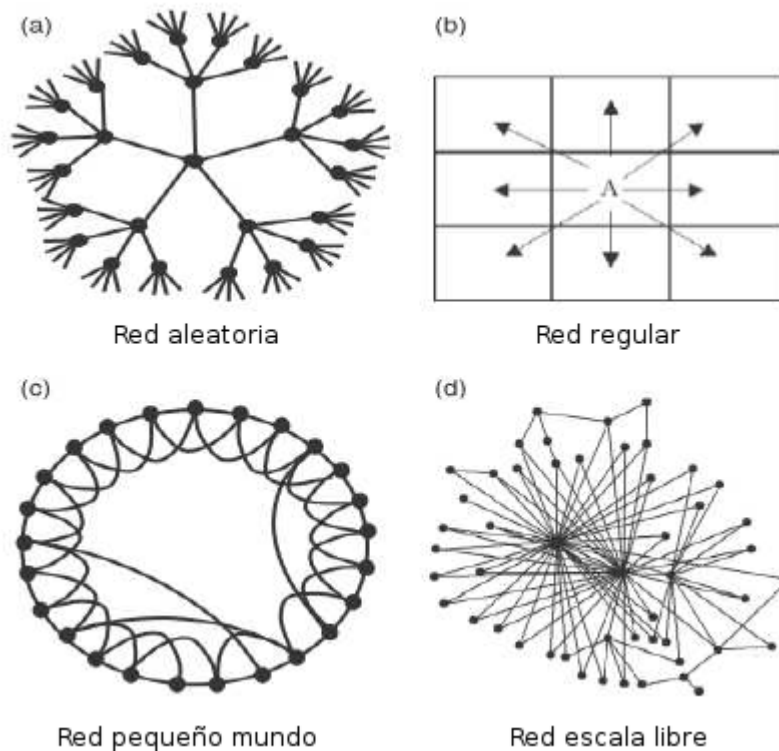 (a)
(b)
A
Red aleatoria
Red regular
(c)
(d)
Red pequeño mundo
Red escala libre